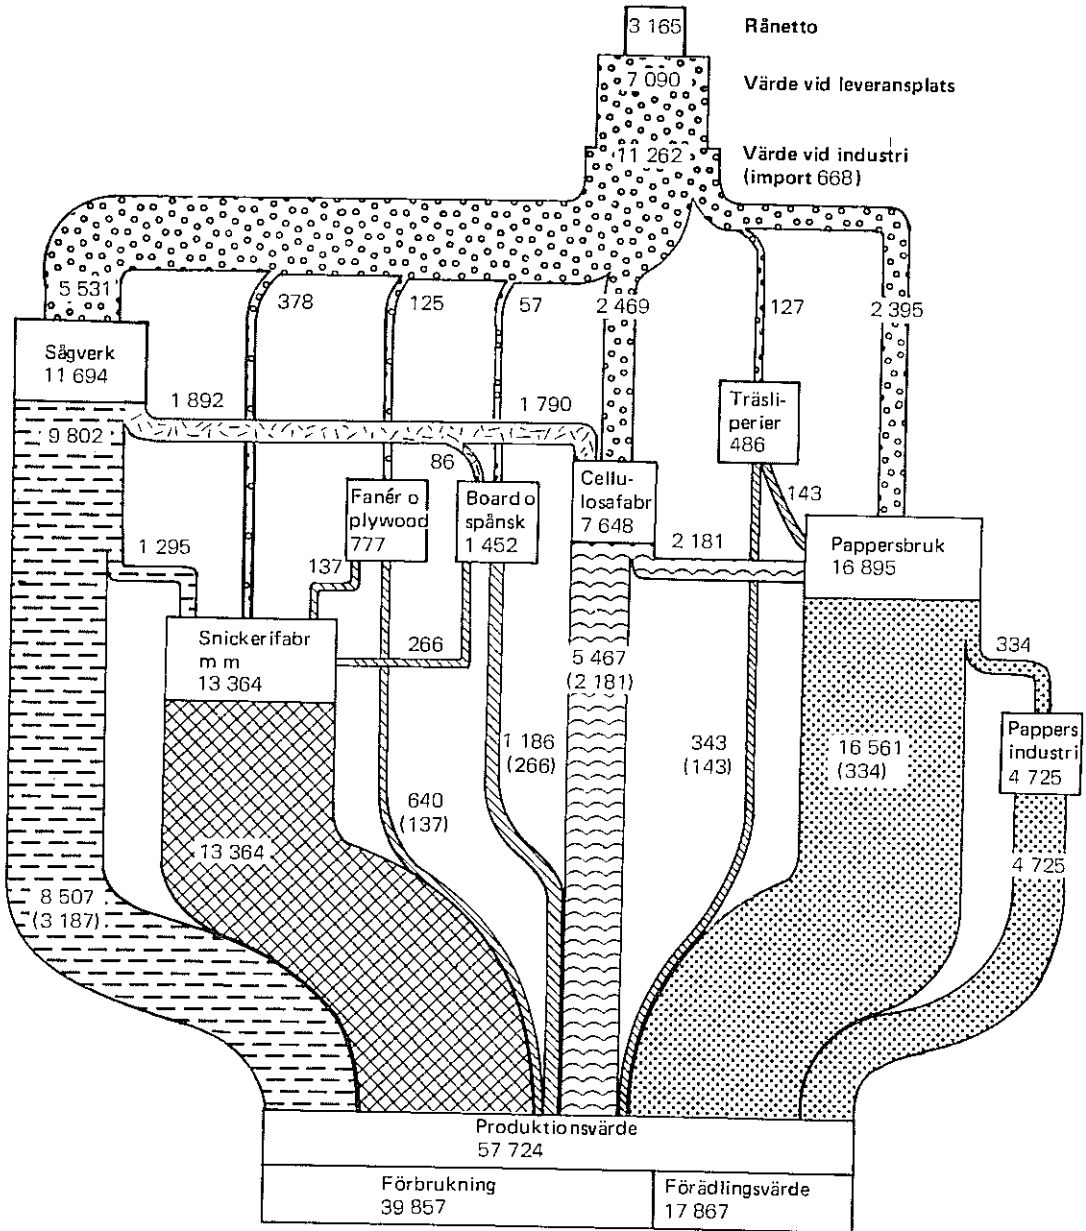 3 165
Rånetto
7 090
Värde vid leveransplats
11 262
Värde vid industri
(import 668)
5 531
378
125
57
2 469
127
2 395
Sågverk
11 694
1 892
1 790
Träsli-
perier
486
9 802
86
Fanér o
plywood
777
Board o
spånsk
1 452
Cellu-
losafabr
7 648
143
2 181
Pappersbruk
16 895
1 295
137
Snickerifabr
m m
13 364
266
5 467
(2 181)
334
Pappers
industri
4 725
1 186
(266)
343
(143)
16 561
(334)
640
(137)
13 364
4 725
8 507
(3 187)
Produktionsvärde
57 724
Förbrukning
39 857
Förädlingsvärde
17 867